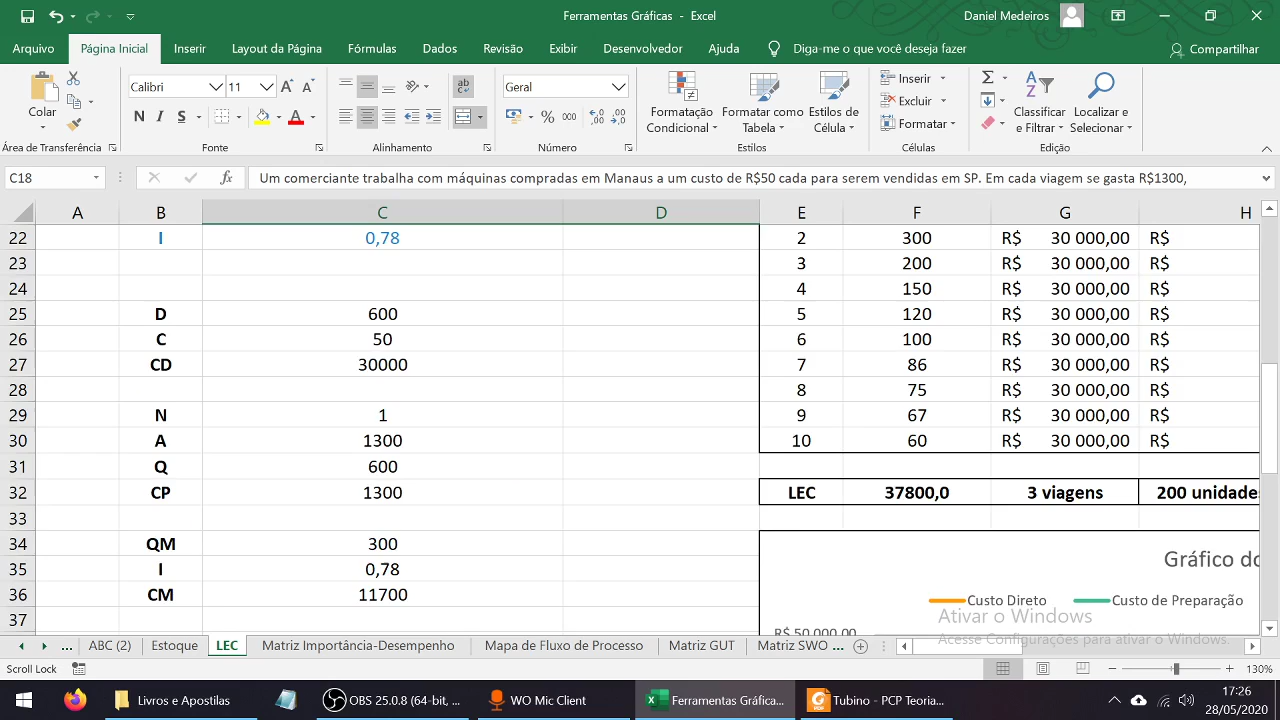 Ferramentas Gráficas - Excel
Daniel Medeiros
Arquivo Página Inicial Inserir Layout da Página Fórmulas Dados Revisão Exibir Desenvolvedor Ajuda Diga-me o que você deseja fazer Compartilhar
Colar
Área de Transferência
Calibri 11
N I S
Fonte
ab
Alinhamento
Geral
% 000
Número
Formatação Condicional
Formatar como Tabela
Estilos de Célula
Estilos
Inserir
Excluir
Formatar
Células
Classificar e Filtrar
Localizar e Selecionar
Edição
C18 fx Um comerciante trabalha com máquinas compradas em Manaus a um custo de R$50 cada para serem vendidas em SP. Em cada viagem se gasta R$1300,
A B C D E F G H
22 I 0,78 2 300 R$ 30 000,00 R$
23 3 200 R$ 30 000,00 R$
24 4 150 R$ 30 000,00 R$
25 D 600 5 120 R$ 30 000,00 R$
26 C 50 6 100 R$ 30 000,00 R$
27 CD 30000 7 86 R$ 30 000,00 R$
28 8 75 R$ 30 000,00 R$
29 N 1 9 67 R$ 30 000,00 R$
30 A 1300 10 60 R$ 30 000,00 R$
31 Q 600
32 CP 1300 LEC 37800,0 3 viagens 200 unidade
33
34 QM 300
35 I 0,78
36 CM 11700
37
Gráfico do
Custo Direto Custo de Preparação
R$ 50 000,00
Ativar o Windows
Acesse Configurações para ativar o Windows.
... ABC (2) Estoque LEC Matriz Importância Desempenho Mapa de Fluxo de Processo Matriz GUT Matriz SWO ...
Scroll Lock 130%
Livros e Apostilas OBS 25.0.8 (64-bit, ... WO Mic Client Ferramentas Gráfica... Tubino - PCP Teoria...
17:26
28/05/2020